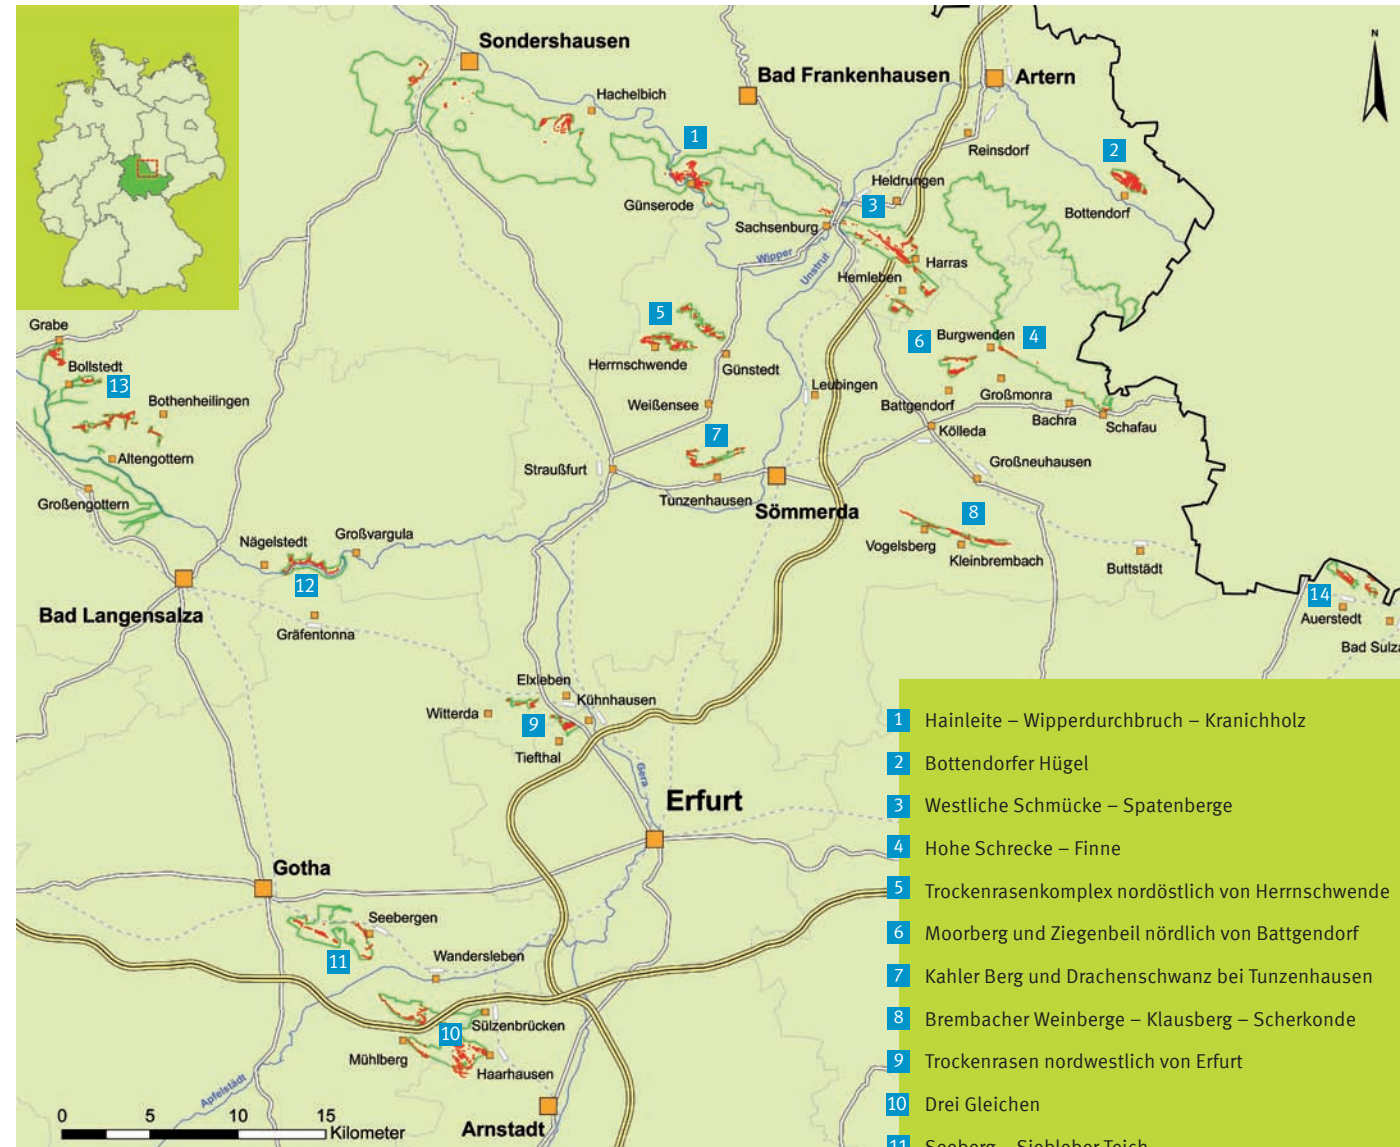 Sondershausen
Bad Frankenhausen
Artern
N
Hachelbich
1
Reinsdorf
2
Heldrungen
3
Günserode
Bottendorf
Sachsenburg
Wipper
Unstrut
Harras
Hemleben
5
Grabe
Burgwenden
4
6
Herrnschwende
Günstedt
Bollstedt
13
Leubingen
Großmonra
Bothenheilingen
Weißensee
Battgendorf
Bachra
Schafau
7
Kölleda
Altengottern
Straußfurt
Großneuhausen
Großengottern
Tunzenhausen
Sömmerda
8
Nägelstedt
Großvargula
Vogelsberg
Kleinbrembach
Buttstädt
12
14
Bad Langensalza
Auerstedt
Gräfentonna
Bad Sulza
Elxleben
Kühnhausen
Witterda
9
Tiefthal
Gera
Erfurt
Gotha
Seebergen
11
Wandersleben
10
Sülzenbrücken
Mühlberg
Haarhausen
Apfelstädt
Arnstadt
0 5 10 15
Kilometer
1 Hainleite – Wipperdurchbruch – Kranichholz
2 Bottendorfer Hügel
3 Westliche Schmücke – Spatenberge
4 Hohe Schrecke – Finne
5 Trockenrasenkomplex nordöstlich von Herrnschwende
6 Moorberg und Ziegenbeil nördlich von Battgendorf
7 Kahler Berg und Drachenschwanz bei Tunzenhausen
8 Brembacher Weinberge – Klausberg – Scherkonde
9 Trockenrasen nordwestlich von Erfurt
10 Drei Gleichen
11 Seeberg – Siebleber Teich